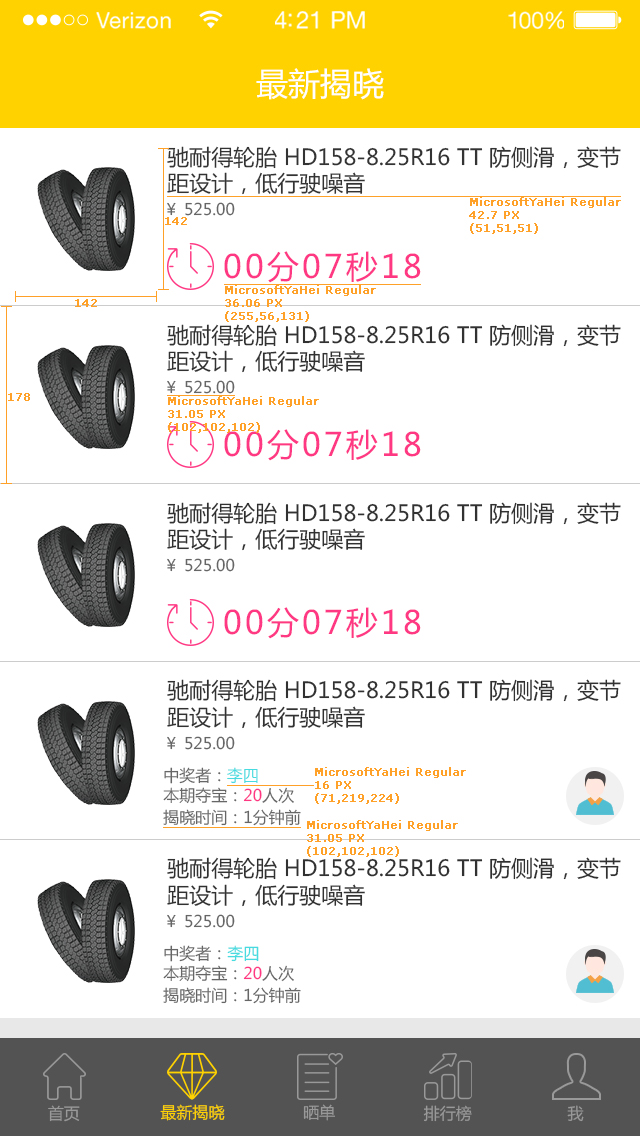 Verizon 4:21 PM 100%
最新揭晓
驰耐得轮胎 HD158-8.25R16 TT 防侧滑，变节
距设计，低行驶噪音
¥ 525.00
MicrosoftYaHei Regular
42.7 PX
(51,51,51)
142
00分07秒18
142
MicrosoftYaHei Regular
36.06 PX
(255,56,131)
驰耐得轮胎 HD158-8.25R16 TT 防侧滑，变节
距设计，低行驶噪音
¥ 525.00
178
MicrosoftYaHei Regular
31.05 PX
(102,102,102)
00分07秒18
驰耐得轮胎 HD158-8.25R16 TT 防侧滑，变节
距设计，低行驶噪音
¥ 525.00
00分07秒18
驰耐得轮胎 HD158-8.25R16 TT 防侧滑，变节
距设计，低行驶噪音
¥ 525.00
中奖者：李四
本期夺宝：20人次
揭晓时间：1分钟前
MicrosoftYaHei Regular
16 PX
(71,219,224)
MicrosoftYaHei Regular
31.05 PX
(102,102,102)
驰耐得轮胎 HD158-8.25R16 TT 防侧滑，变节
距设计，低行驶噪音
¥ 525.00
中奖者：李四
本期夺宝：20人次
揭晓时间：1分钟前
首页 最新揭晓 晒单 排行榜 我